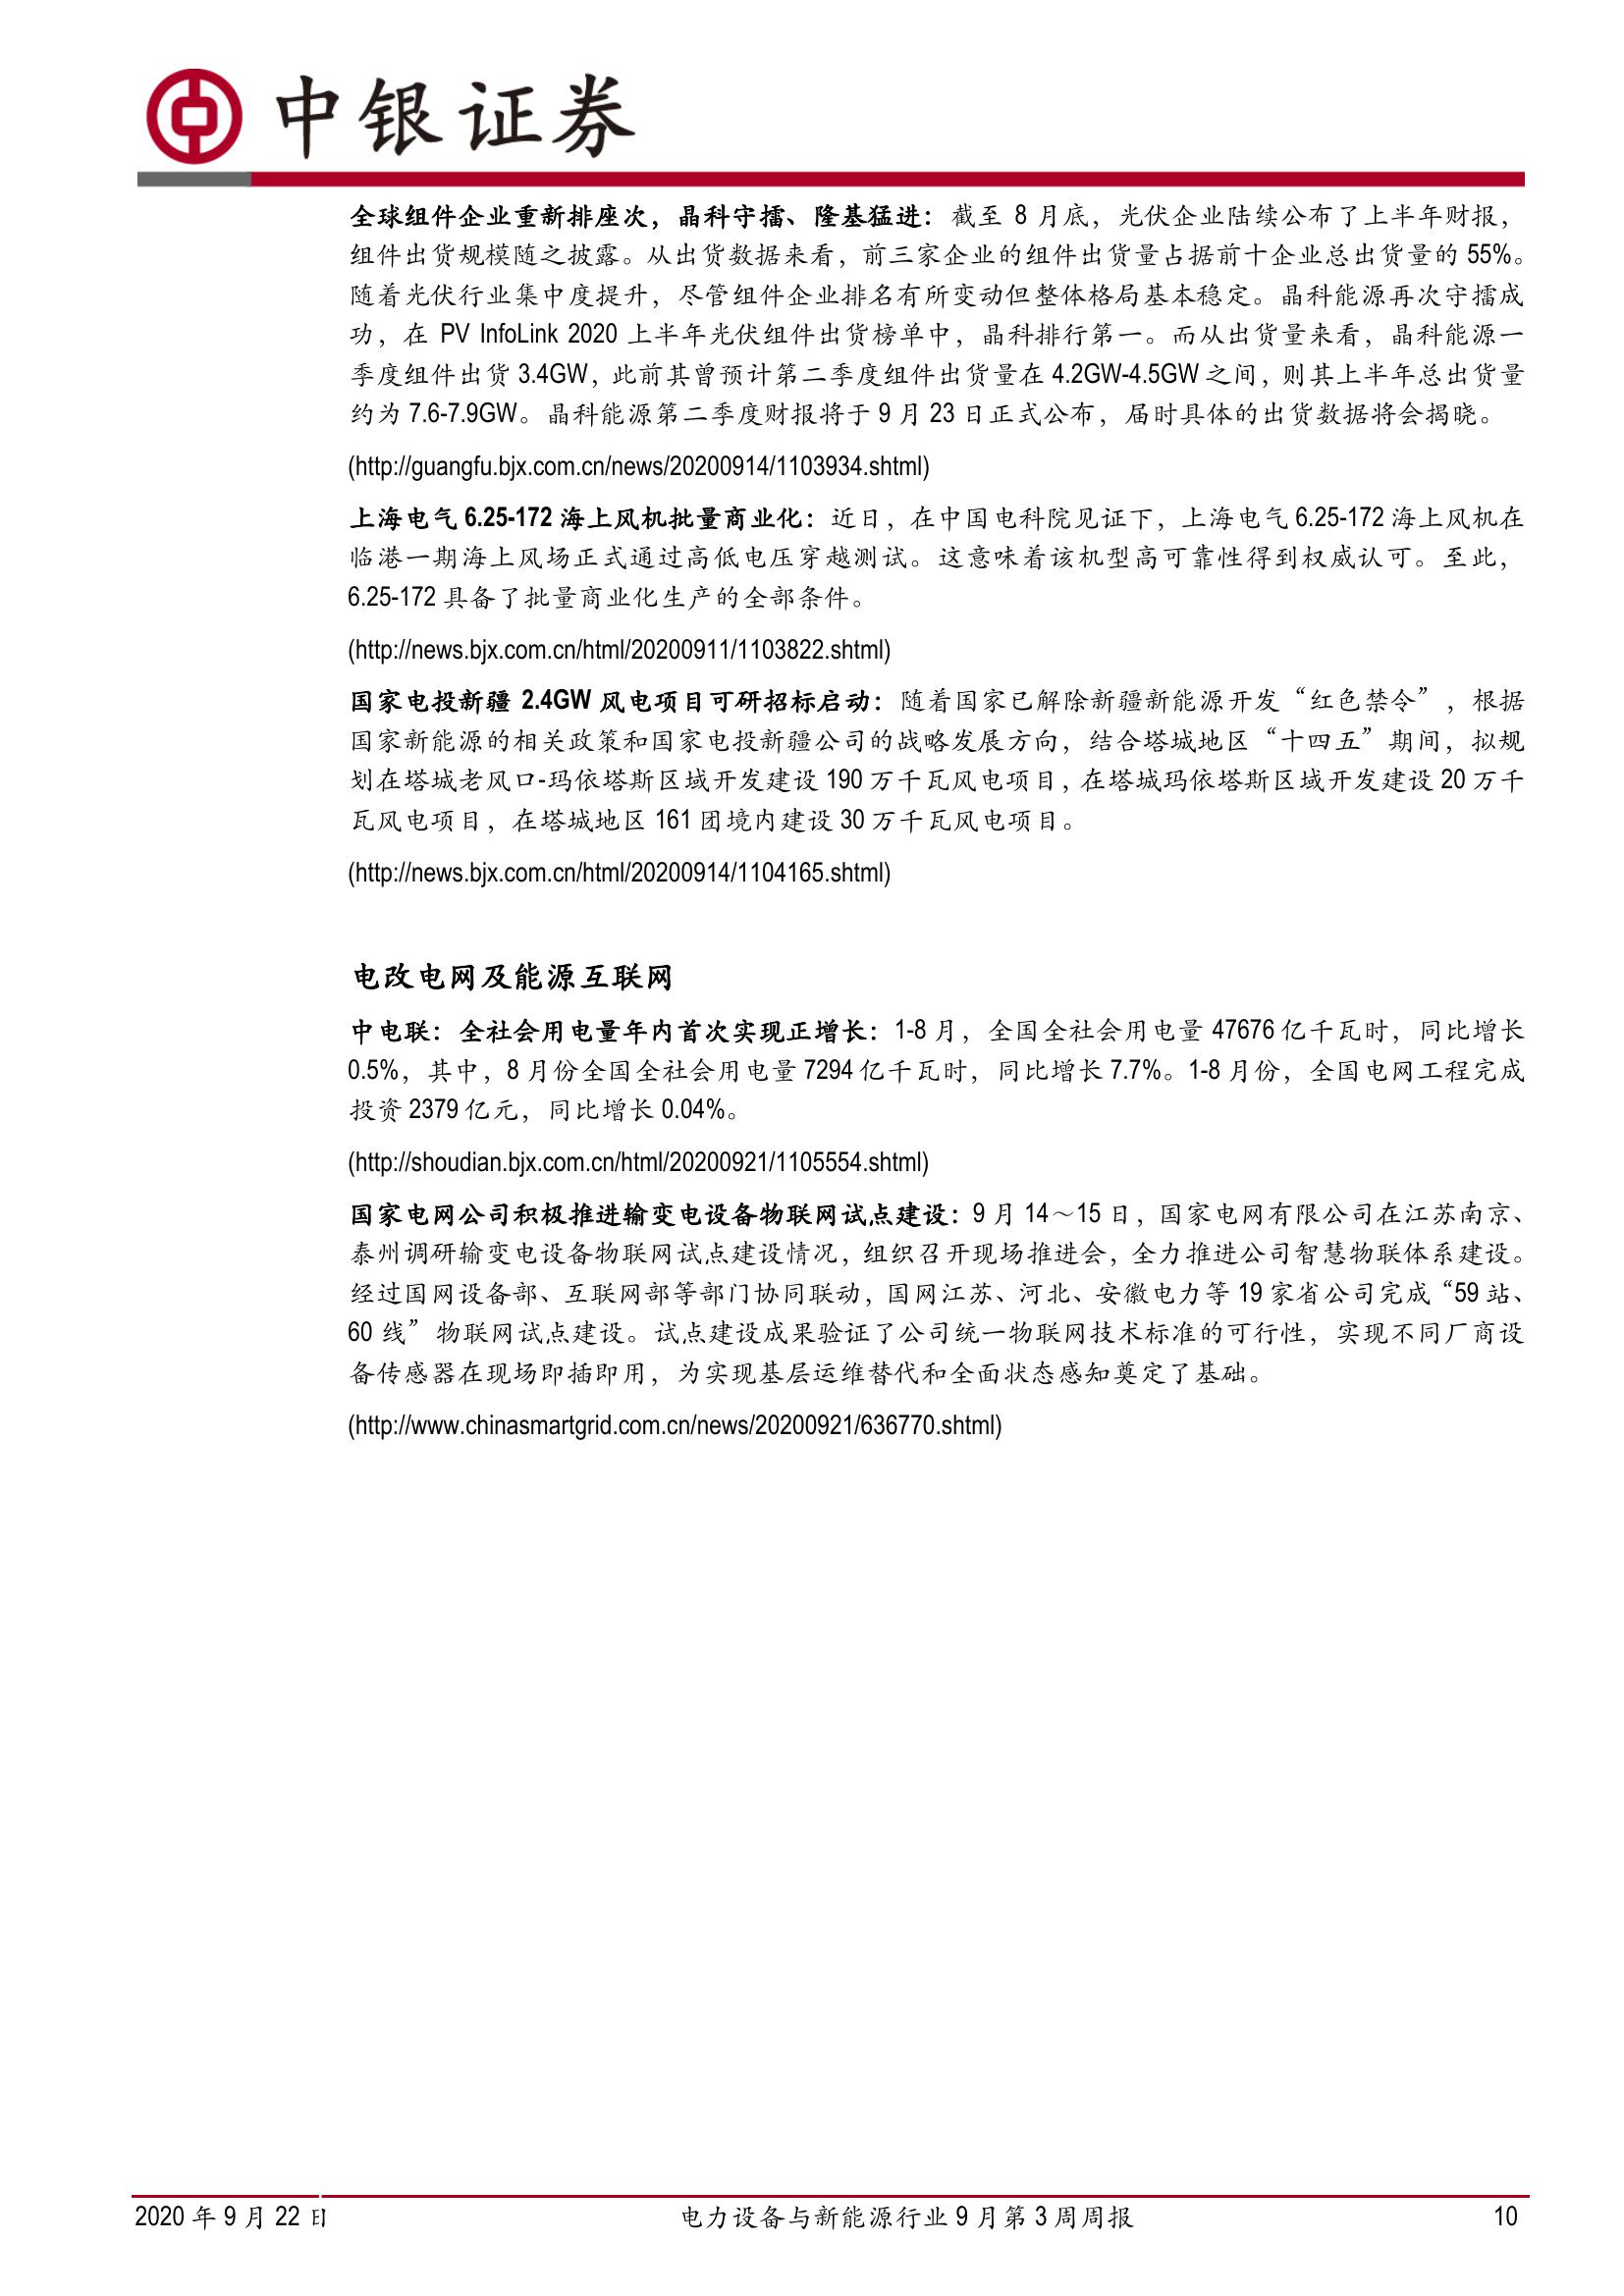 中银证券
全球组件企业重新排座次，晶科守擂、隆基猛进：截至 8 月底，光伏企业陆续公布了上半年财报，
组件出货规模随之披露。从出货数据来看，前三家企业的组件出货量占据前十企业总出货量的 55%。
随着光伏行业集中度提升，尽管组件企业排名有所变动但整体格局基本稳定。晶科能源再次守擂成
功，在 PV InfoLink 2020 上半年光伏组件出货榜单中，晶科排行第一。而从出货量来看，晶科能源一
季度组件出货 3.4GW，此前其曾预计第二季度组件出货量在 4.2GW-4.5GW 之间，则其上半年总出货量
约为 7.6-7.9GW。晶科能源第二季度财报将于 9 月 23 日正式公布，届时具体的出货数据将会揭晓。
(http://guangfu.bjx.com.cn/news/20200914/1103934.shtml)
上海电气 6.25-172 海上风机批量商业化：近日，在中国电科院见证下，上海电气 6.25-172 海上风机在
临港一期海上风场正式通过高低电压穿越测试。这意味着该机型高可靠性得到权威认可。至此，
6.25-172 具备了批量商业化生产的全部条件。
(http://news.bjx.com.cn/html/20200911/1103822.shtml)
国家电投新疆 2.4GW 风电项目可研招标启动：随着国家已解除新疆新能源开发“红色禁令”，根据
国家新能源的相关政策和国家电投新疆公司的战略发展方向，结合塔城地区“十四五”期间，拟规
划在塔城老风口-玛依塔斯区域开发建设 190 万千瓦风电项目，在塔城玛依塔斯区域开发建设 20 万千
瓦风电项目，在塔城地区 161 团境内建设 30 万千瓦风电项目。
(http://news.bjx.com.cn/html/20200914/1104165.shtml)
电改电网及能源互联网
中电联：全社会用电量年内首次实现正增长：1-8 月，全国全社会用电量 47676 亿千瓦时，同比增长
0.5%，其中，8 月份全国全社会用电量 7294 亿千瓦时，同比增长 7.7%。1-8 月份，全国电网工程完成
投资 2379 亿元，同比增长 0.04%。
(http://shoudian.bjx.com.cn/html/20200921/1105554.shtml)
国家电网公司积极推进输变电设备物联网试点建设：9 月 14～15 日，国家电网有限公司在江苏南京、
泰州调研输变电设备物联网试点建设情况，组织召开现场推进会，全力推进公司智慧物联体系建设。
经过国网设备部、互联网部等部门协同联动，国网江苏、河北、安徽电力等 19 家省公司完成“59 站、
60 线”物联网试点建设。试点建设成果验证了公司统一物联网技术标准的可行性，实现不同厂商设
备传感器在现场即插即用，为实现基层运维替代和全面状态感知奠定了基础。
(http://www.chinasmartgrid.com.cn/news/20200921/636770.shtml)
2020 年 9 月 22 日 电力设备与新能源行业 9 月第 3 周周报 10